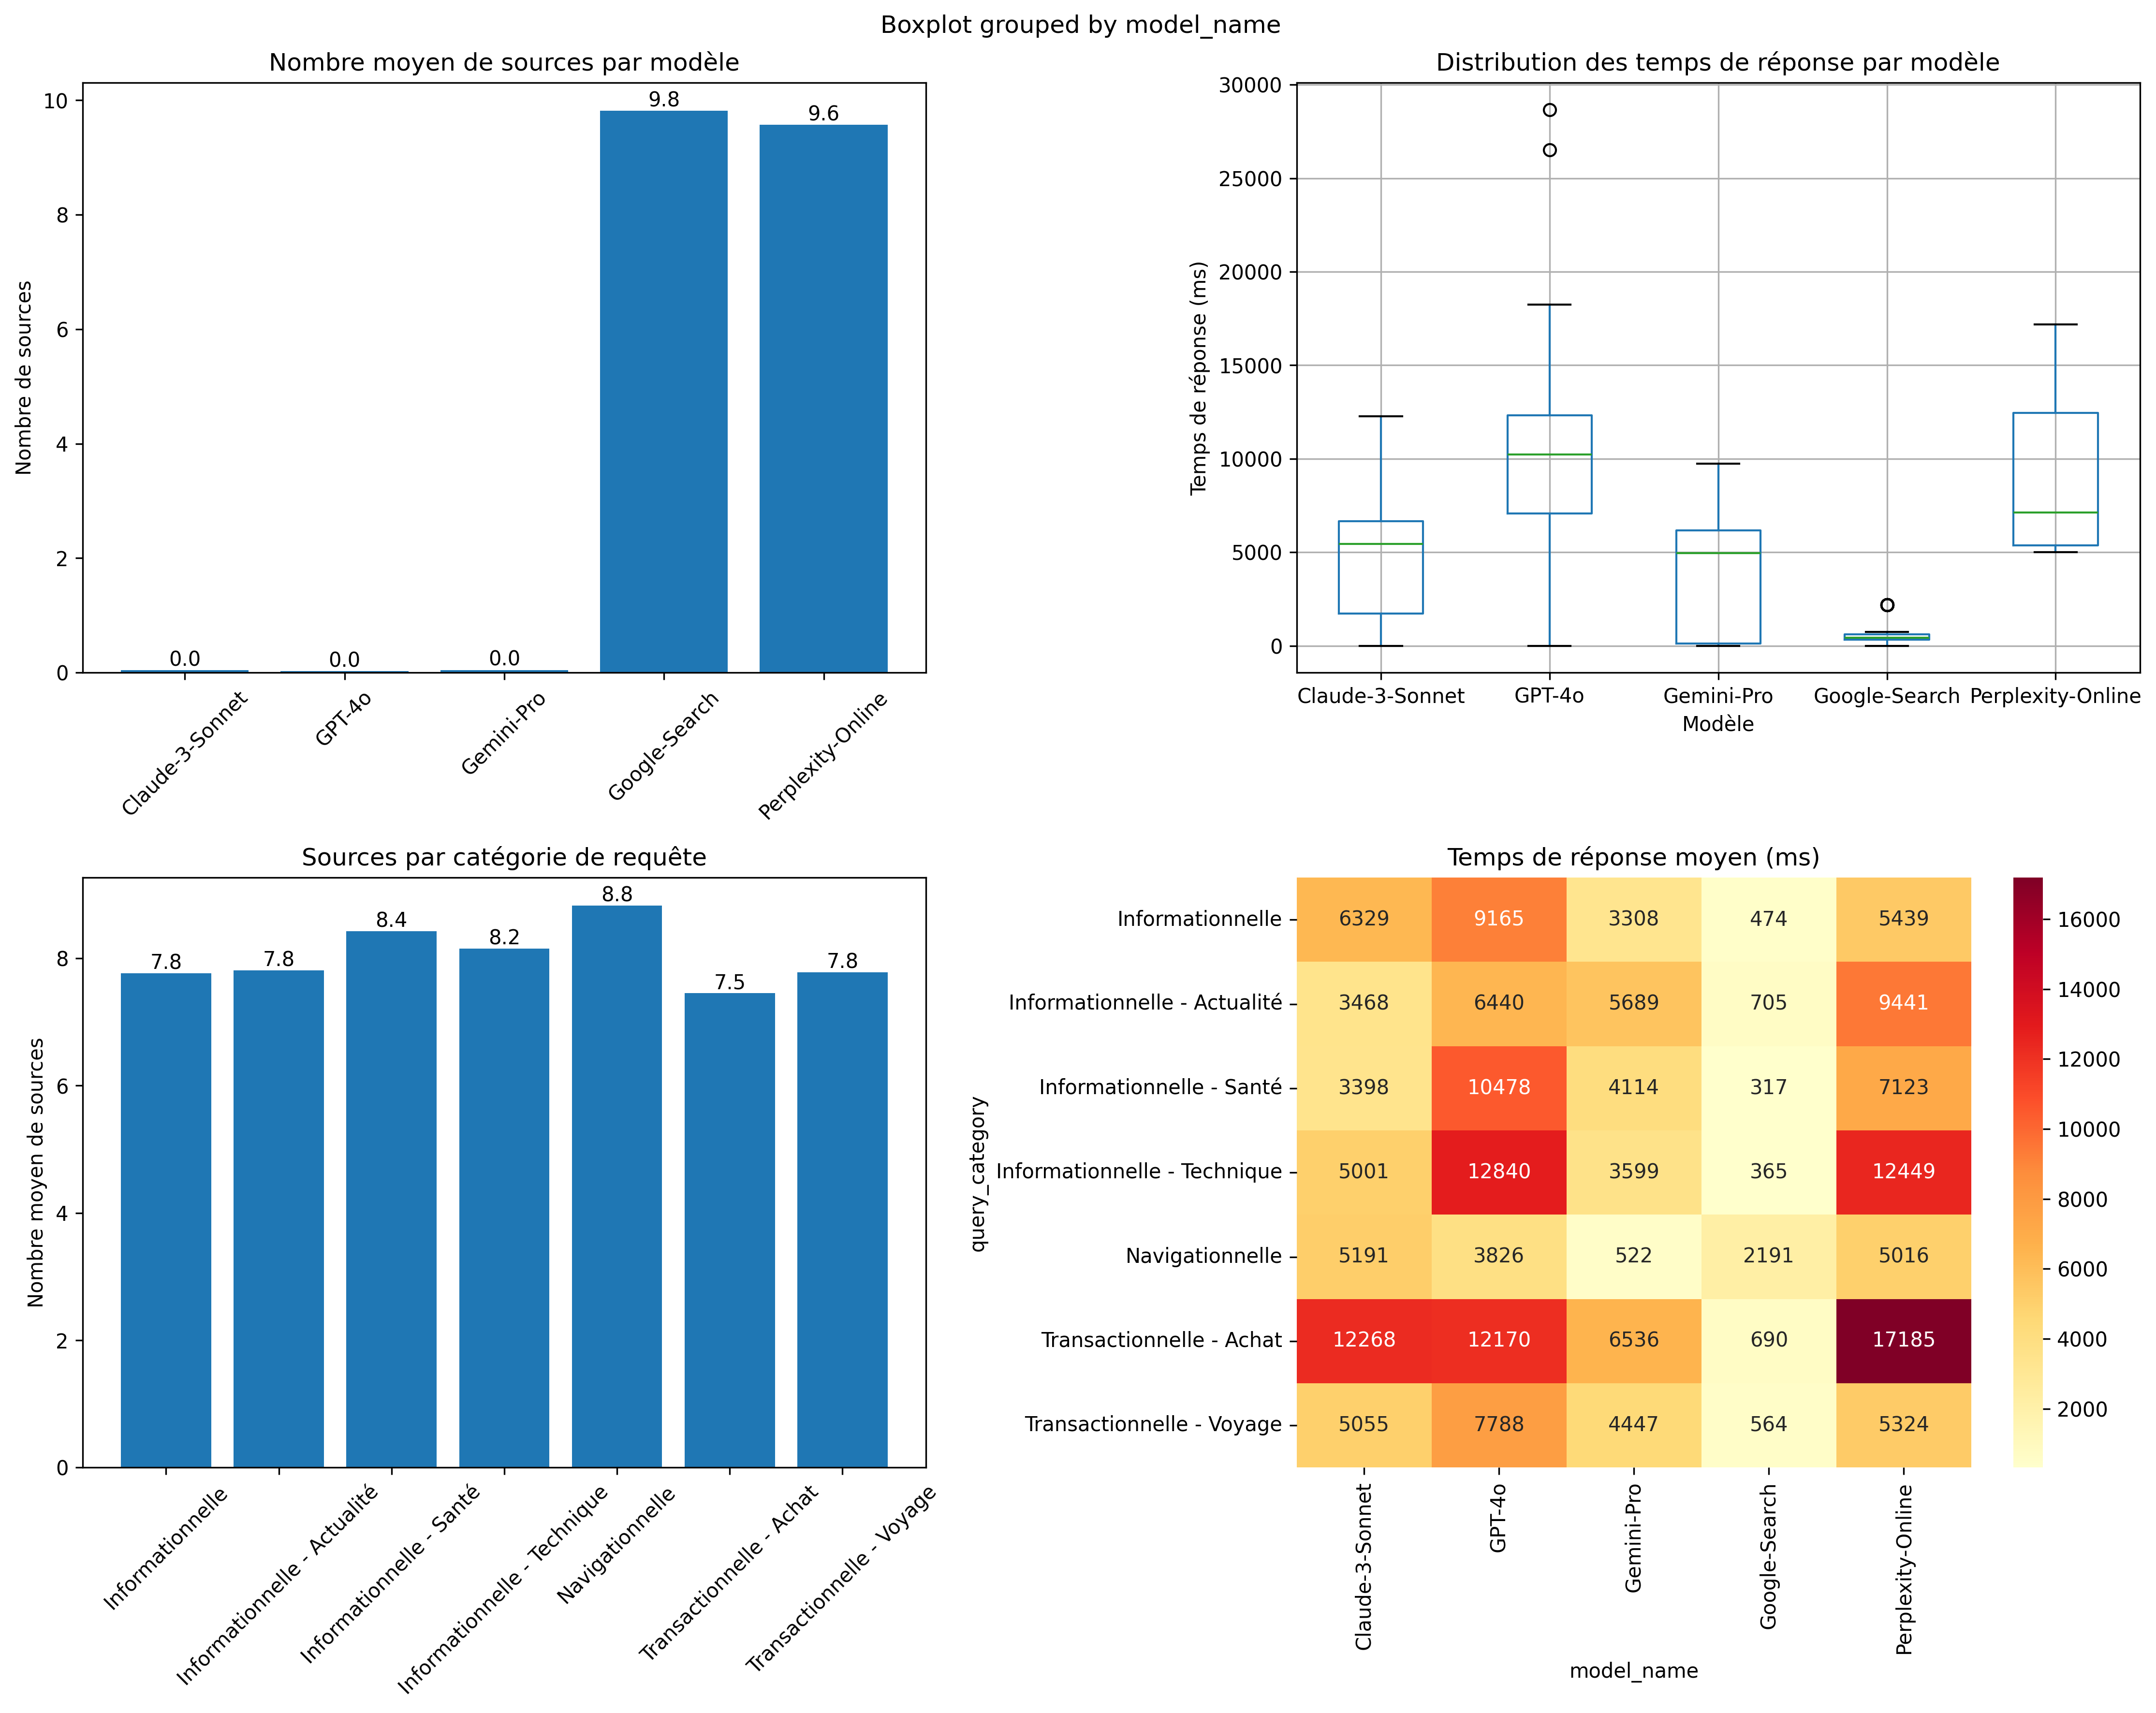 Boxplot grouped by model_name
Nombre moyen de sources par modèle
Nombre de sources
10
8
6
4
2
0
0.0
0.0
0.0
9.8
9.6
Claude-3-Sonnet
GPT-4o
Gemini-Pro
Google-Search
Perplexity-Online
Distribution des temps de réponse par modèle
Temps de réponse (ms)
30000
25000
20000
15000
10000
5000
0
Claude-3-Sonnet
GPT-4o
Gemini-Pro
Google-Search
Perplexity-Online
Modèle
Sources par catégorie de requête
Nombre moyen de sources
8
6
4
2
0
7.8
7.8
8.4
8.2
8.8
7.5
7.8
Informationnelle
Informationnelle - Actualité
Informationnelle - Santé
Informationnelle - Technique
Navigationnelle
Transactionnelle - Achat
Transactionnelle - Voyage
Temps de réponse moyen (ms)
query_category
Informationnelle 6329 9165 3308 474 5439
Informationnelle - Actualité 3468 6440 5689 705 9441
Informationnelle - Santé 3398 10478 4114 317 7123
Informationnelle - Technique 5001 12840 3599 365 12449
Navigationnelle 5191 3826 522 2191 5016
Transactionnelle - Achat 12268 12170 6536 690 17185
Transactionnelle - Voyage 5055 7788 4447 564 5324
Claude-3-Sonnet
GPT-4o
Gemini-Pro
Google-Search
Perplexity-Online
model_name
16000
14000
12000
10000
8000
6000
4000
2000